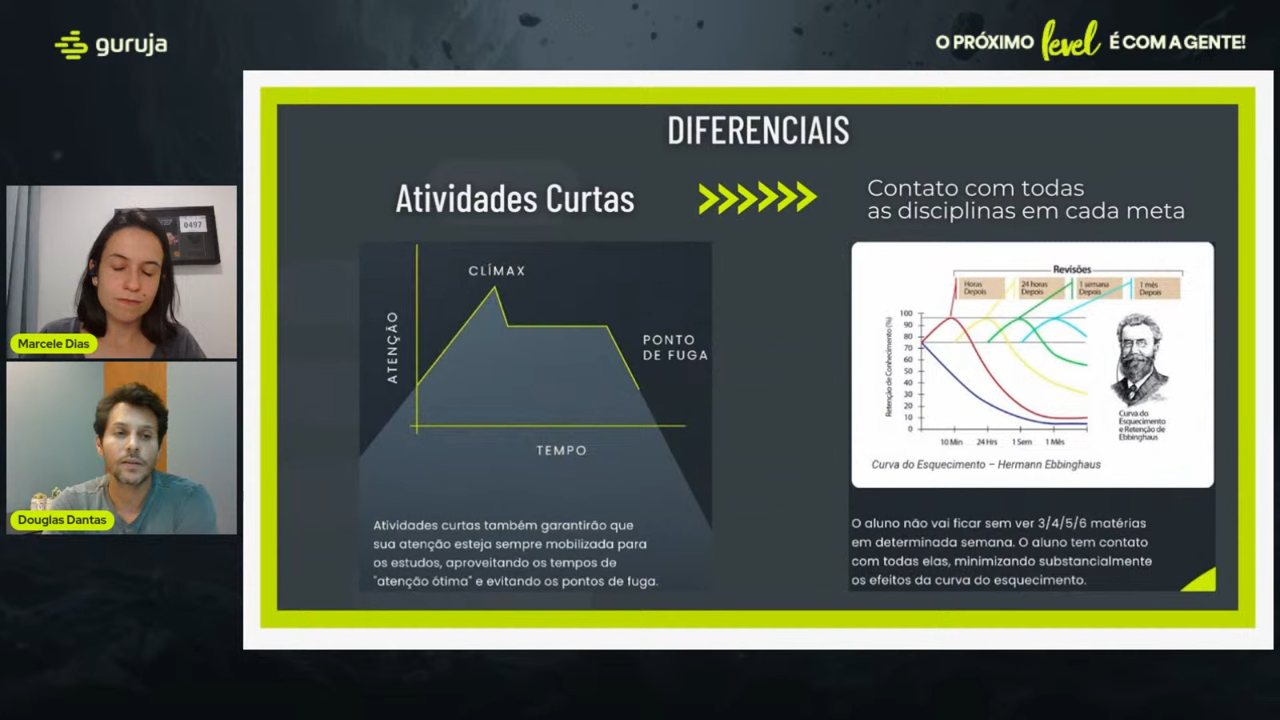 guruja
O PRÓXIMO level É COM A GENTE!
DIFERENCIAIS
Atividades Curtas
Contato com todas
as disciplinas em cada meta
0497
Marcele Dias
Douglas Dantas
CLÍMAX
ATENÇÃO
PONTO
DE FUGA
TEMPO
Atividades curtas também garantirão que
sua atenção esteja sempre mobilizada para
os estudos, aproveitando os tempos de
"atenção ótima" e evitando os pontos de fuga.
Revisões
Horas
Depois
24 horas
Depois
1 semana
Depois
1 mês
Depois
Retenção de Conhecimento (%)
100
90
80
70
60
50
40
30
20
10
0
10 Min
24 Hrs
1 Sem
1 Mês
Curva do
Esquecimento
e Retenção de
Ebbinghaus
Curva do Esquecimento – Hermann Ebbinghaus
O aluno não vai ficar sem ver 3/4/5/6 matérias
em determinada semana. O aluno tem contato
com todas elas, minimizando substancialmente
os efeitos da curva do esquecimento.